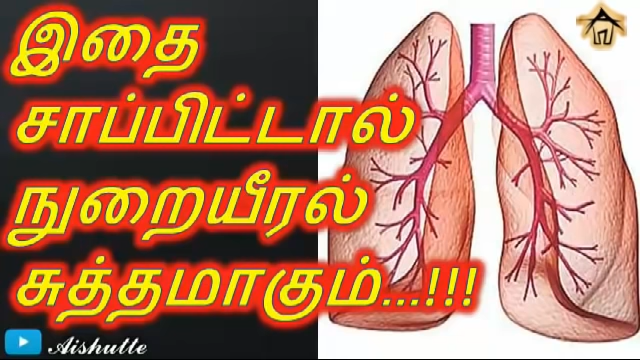 இதை
சாப்பிட்டால்
நுறையீரல்
சுத்தமாகும்...!!!
Aishutte